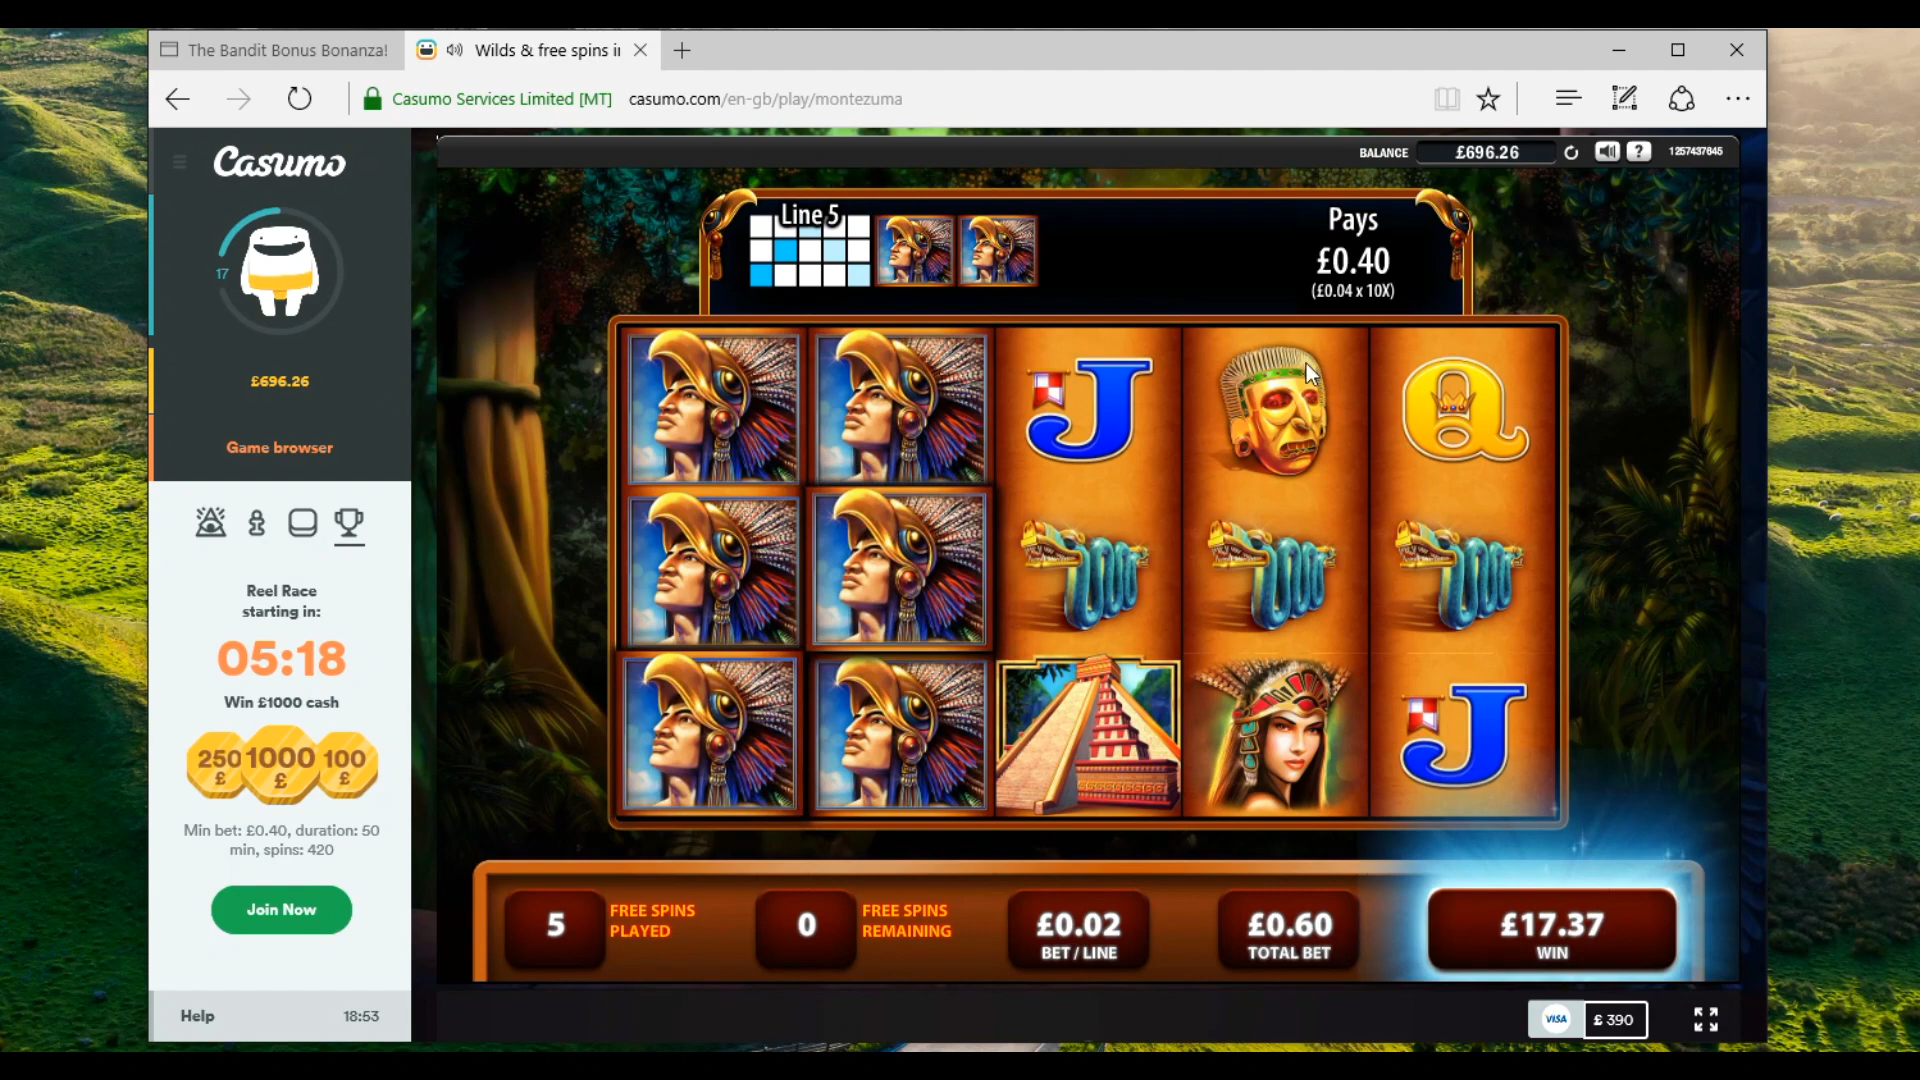 The Bandit Bonus Bonanza!
Wilds & free spins in
Casumo Services Limited [MT] casumo.com/en-gb/play/montezuma
Casumo
17
£696.26
Game browser
Reel Race
starting in:
05:18
Win £1000 cash
250 £ 1000 £ 100 £
Min bet: £0.40, duration: 50
min, spins: 420
Join Now
Help 18:53
BALANCE £696.26 ? 1257437645
Line 5
Pays
£0.40
(£0.04 x 10X)
J Q
J
5 FREE SPINS PLAYED
0 FREE SPINS REMAINING
£0.02
BET / LINE
£0.60
TOTAL BET
£17.37
WIN
VISA £ 390